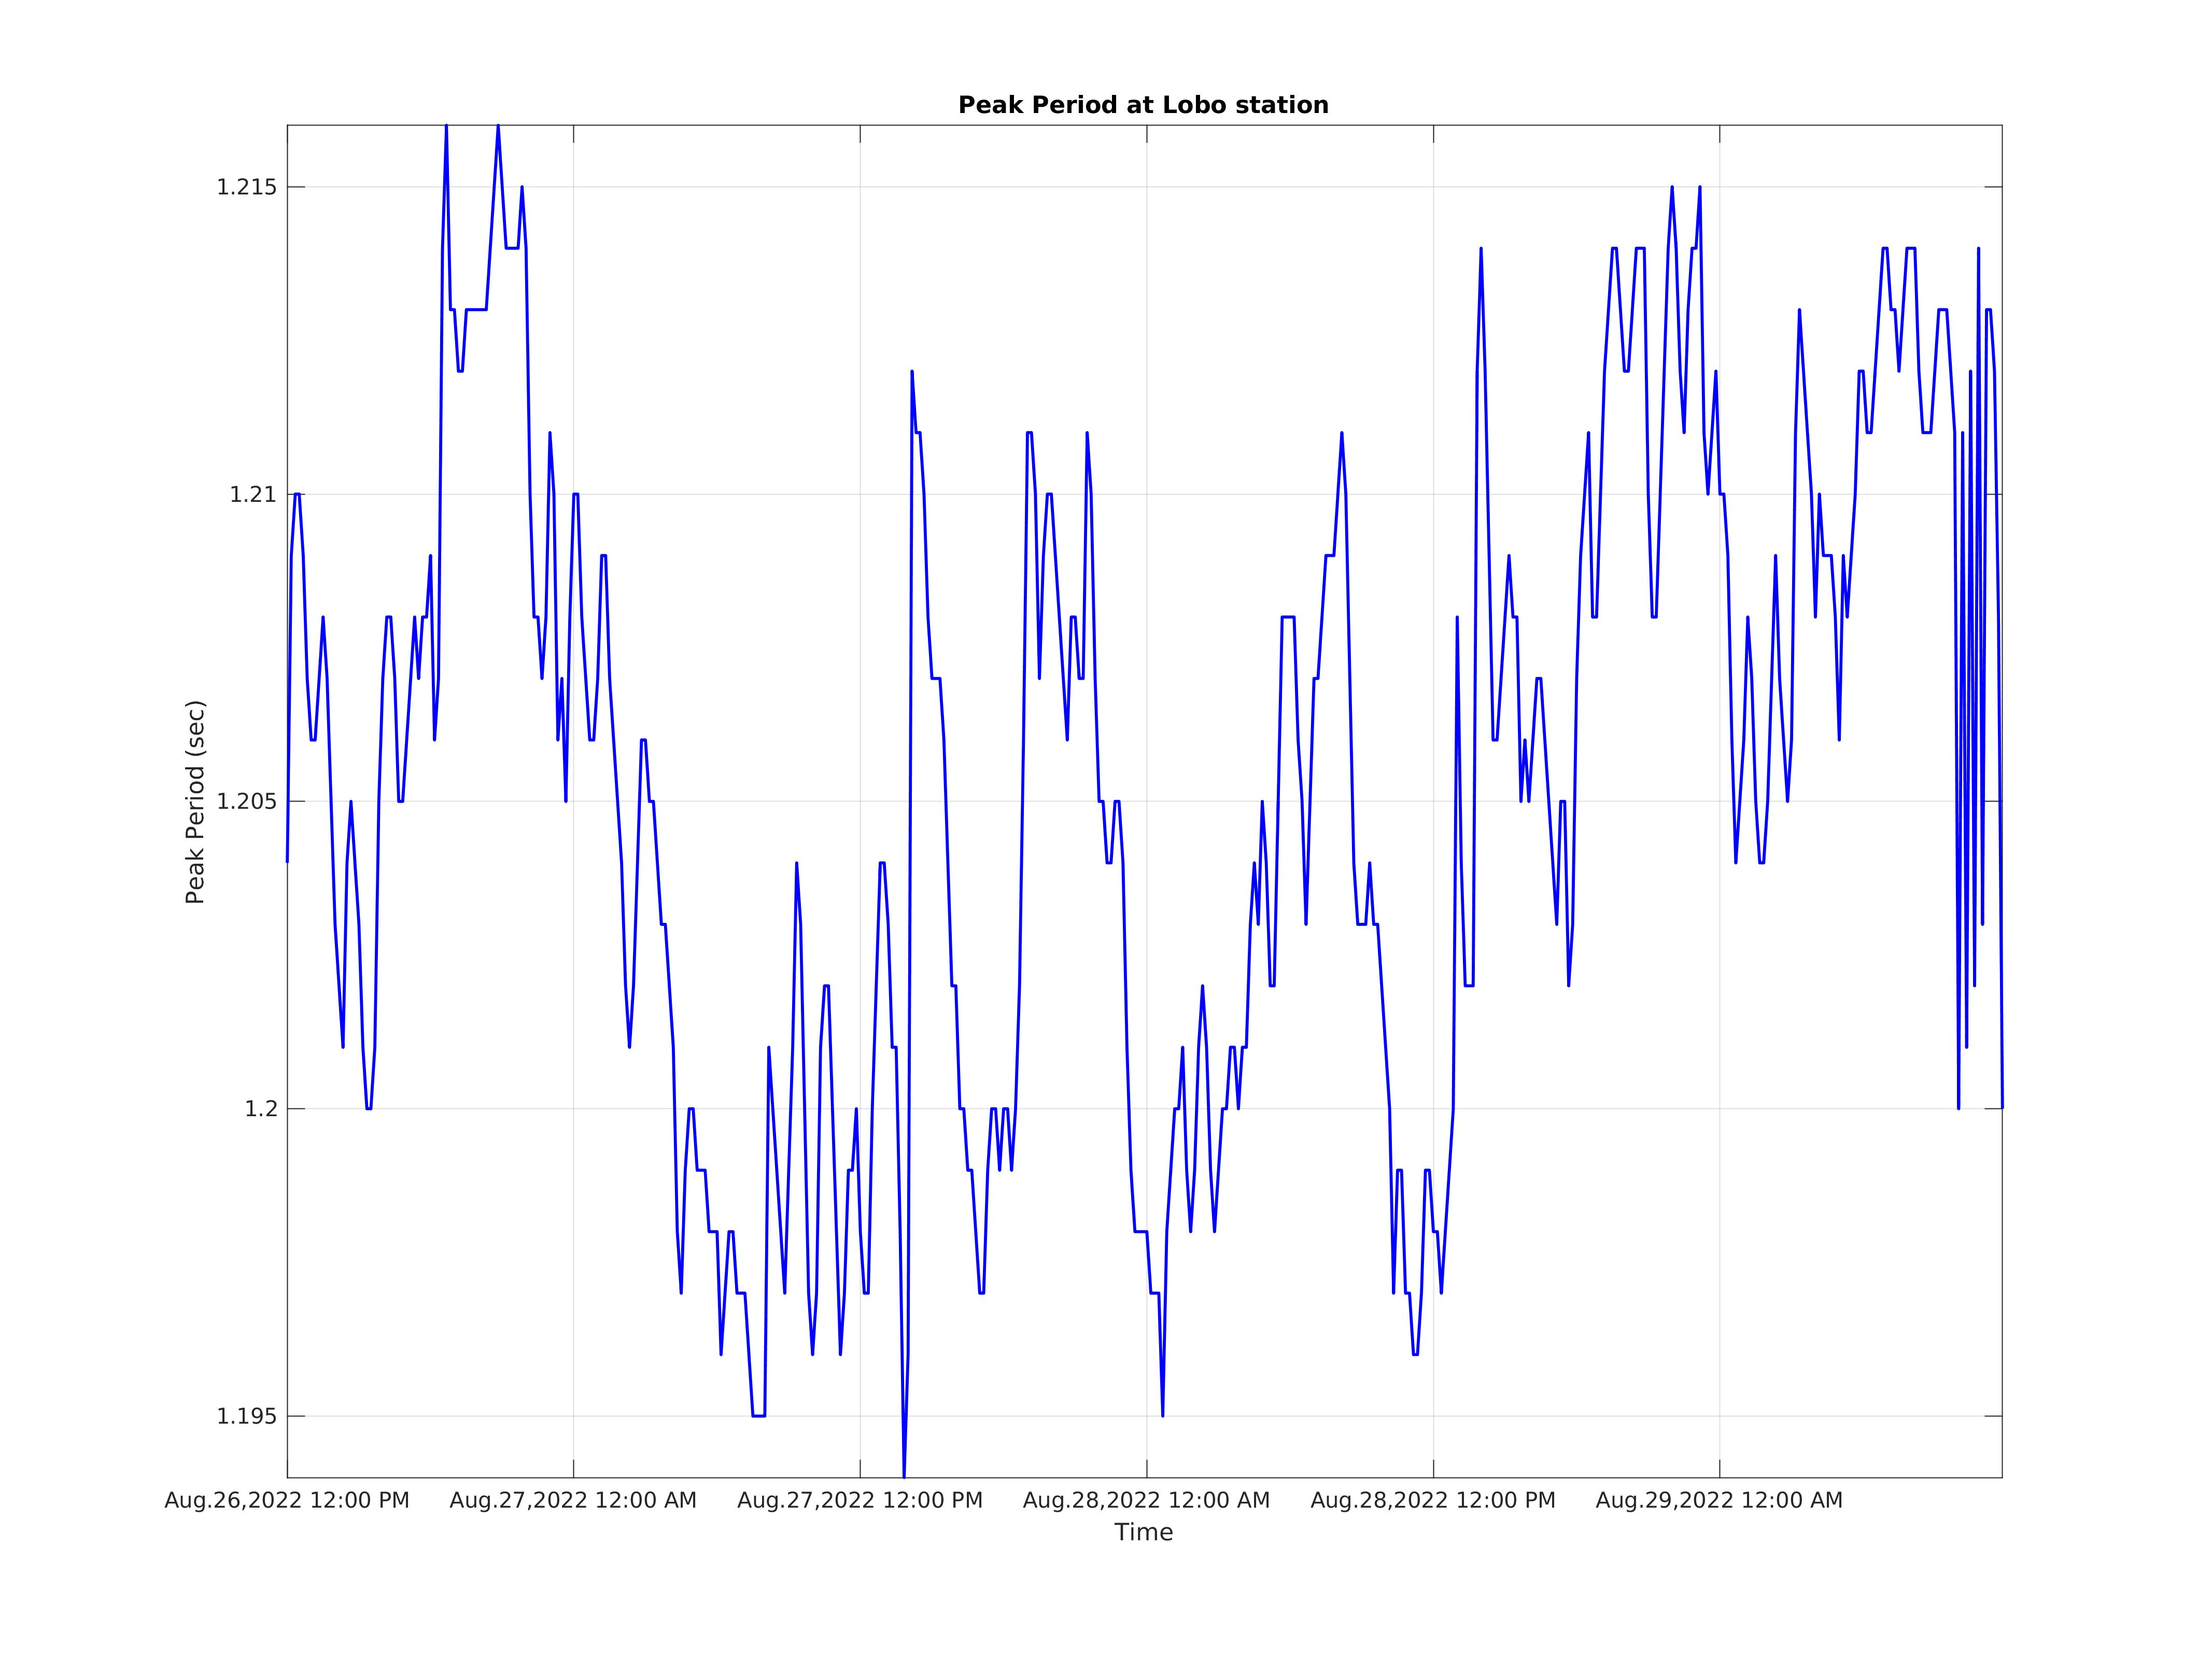 Peak Period at Lobo station
Peak Period (sec)
1.215
1.21
1.205
1.2
1.195
Aug.26,2022 12:00 PM Aug.27,2022 12:00 AM Aug.27,2022 12:00 PM Aug.28,2022 12:00 AM Aug.28,2022 12:00 PM Aug.29,2022 12:00 AM
Time